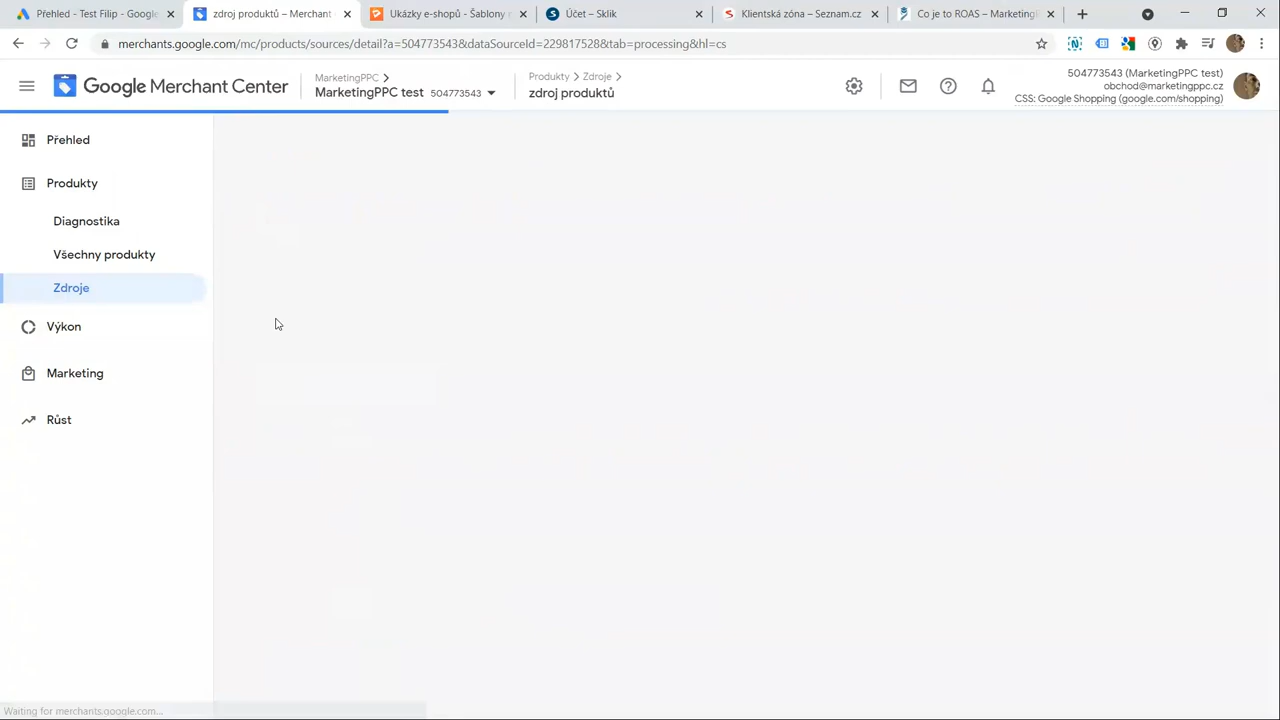 Přehled - Test Filip - Google
zdroj produktů – Merchant
Ukázky e-shopů - Šablony
Účet – Sklik
Klientská zóna – Seznam.cz
Co je to ROAS – MarketingF
merchants.google.com/mc/products/sources/detail?a=504773543&dataSourceId=229817528&tab=processing&hl=cs
Google Merchant Center
MarketingPPC
MarketingPPC test 504773543
Produkty Zdroje
zdroj produktů
504773543 (MarketingPPC test)
obchod@marketingppc.cz
CSS: Google Shopping (google.com/shopping)
Přehled
Produkty
Diagnostika
Všechny produkty
Zdroje
Výkon
Marketing
Růst
Waiting for merchants.google.com...